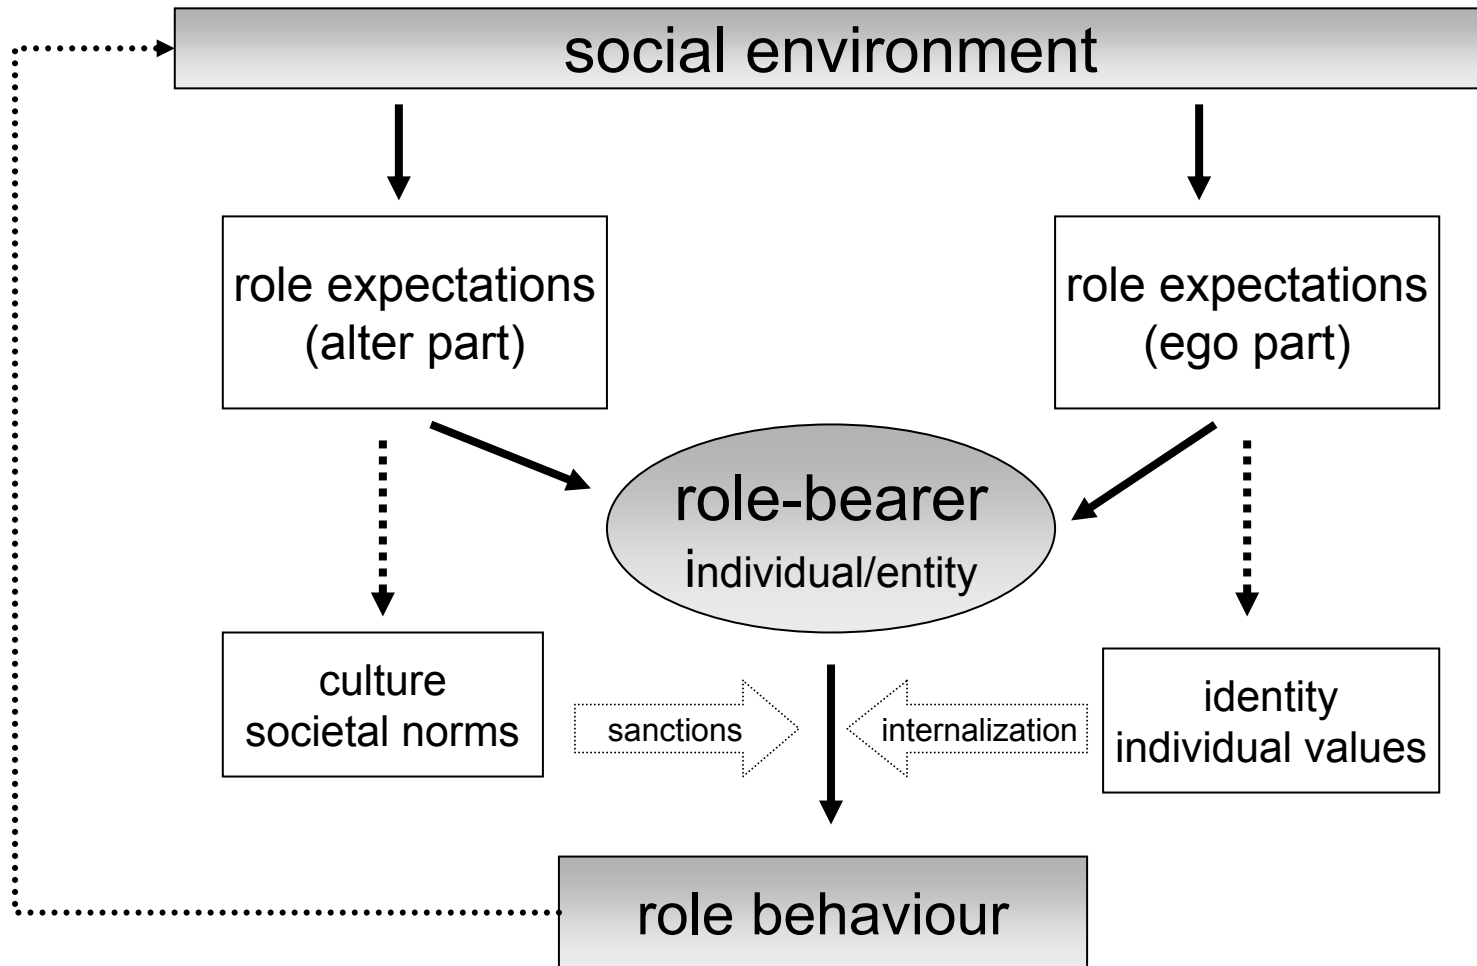 social environment
role expectations
(alter part)
role expectations
(ego part)
role-bearer
individual/entity
culture
societal norms
sanctions
internalization
identity
individual values
role behaviour